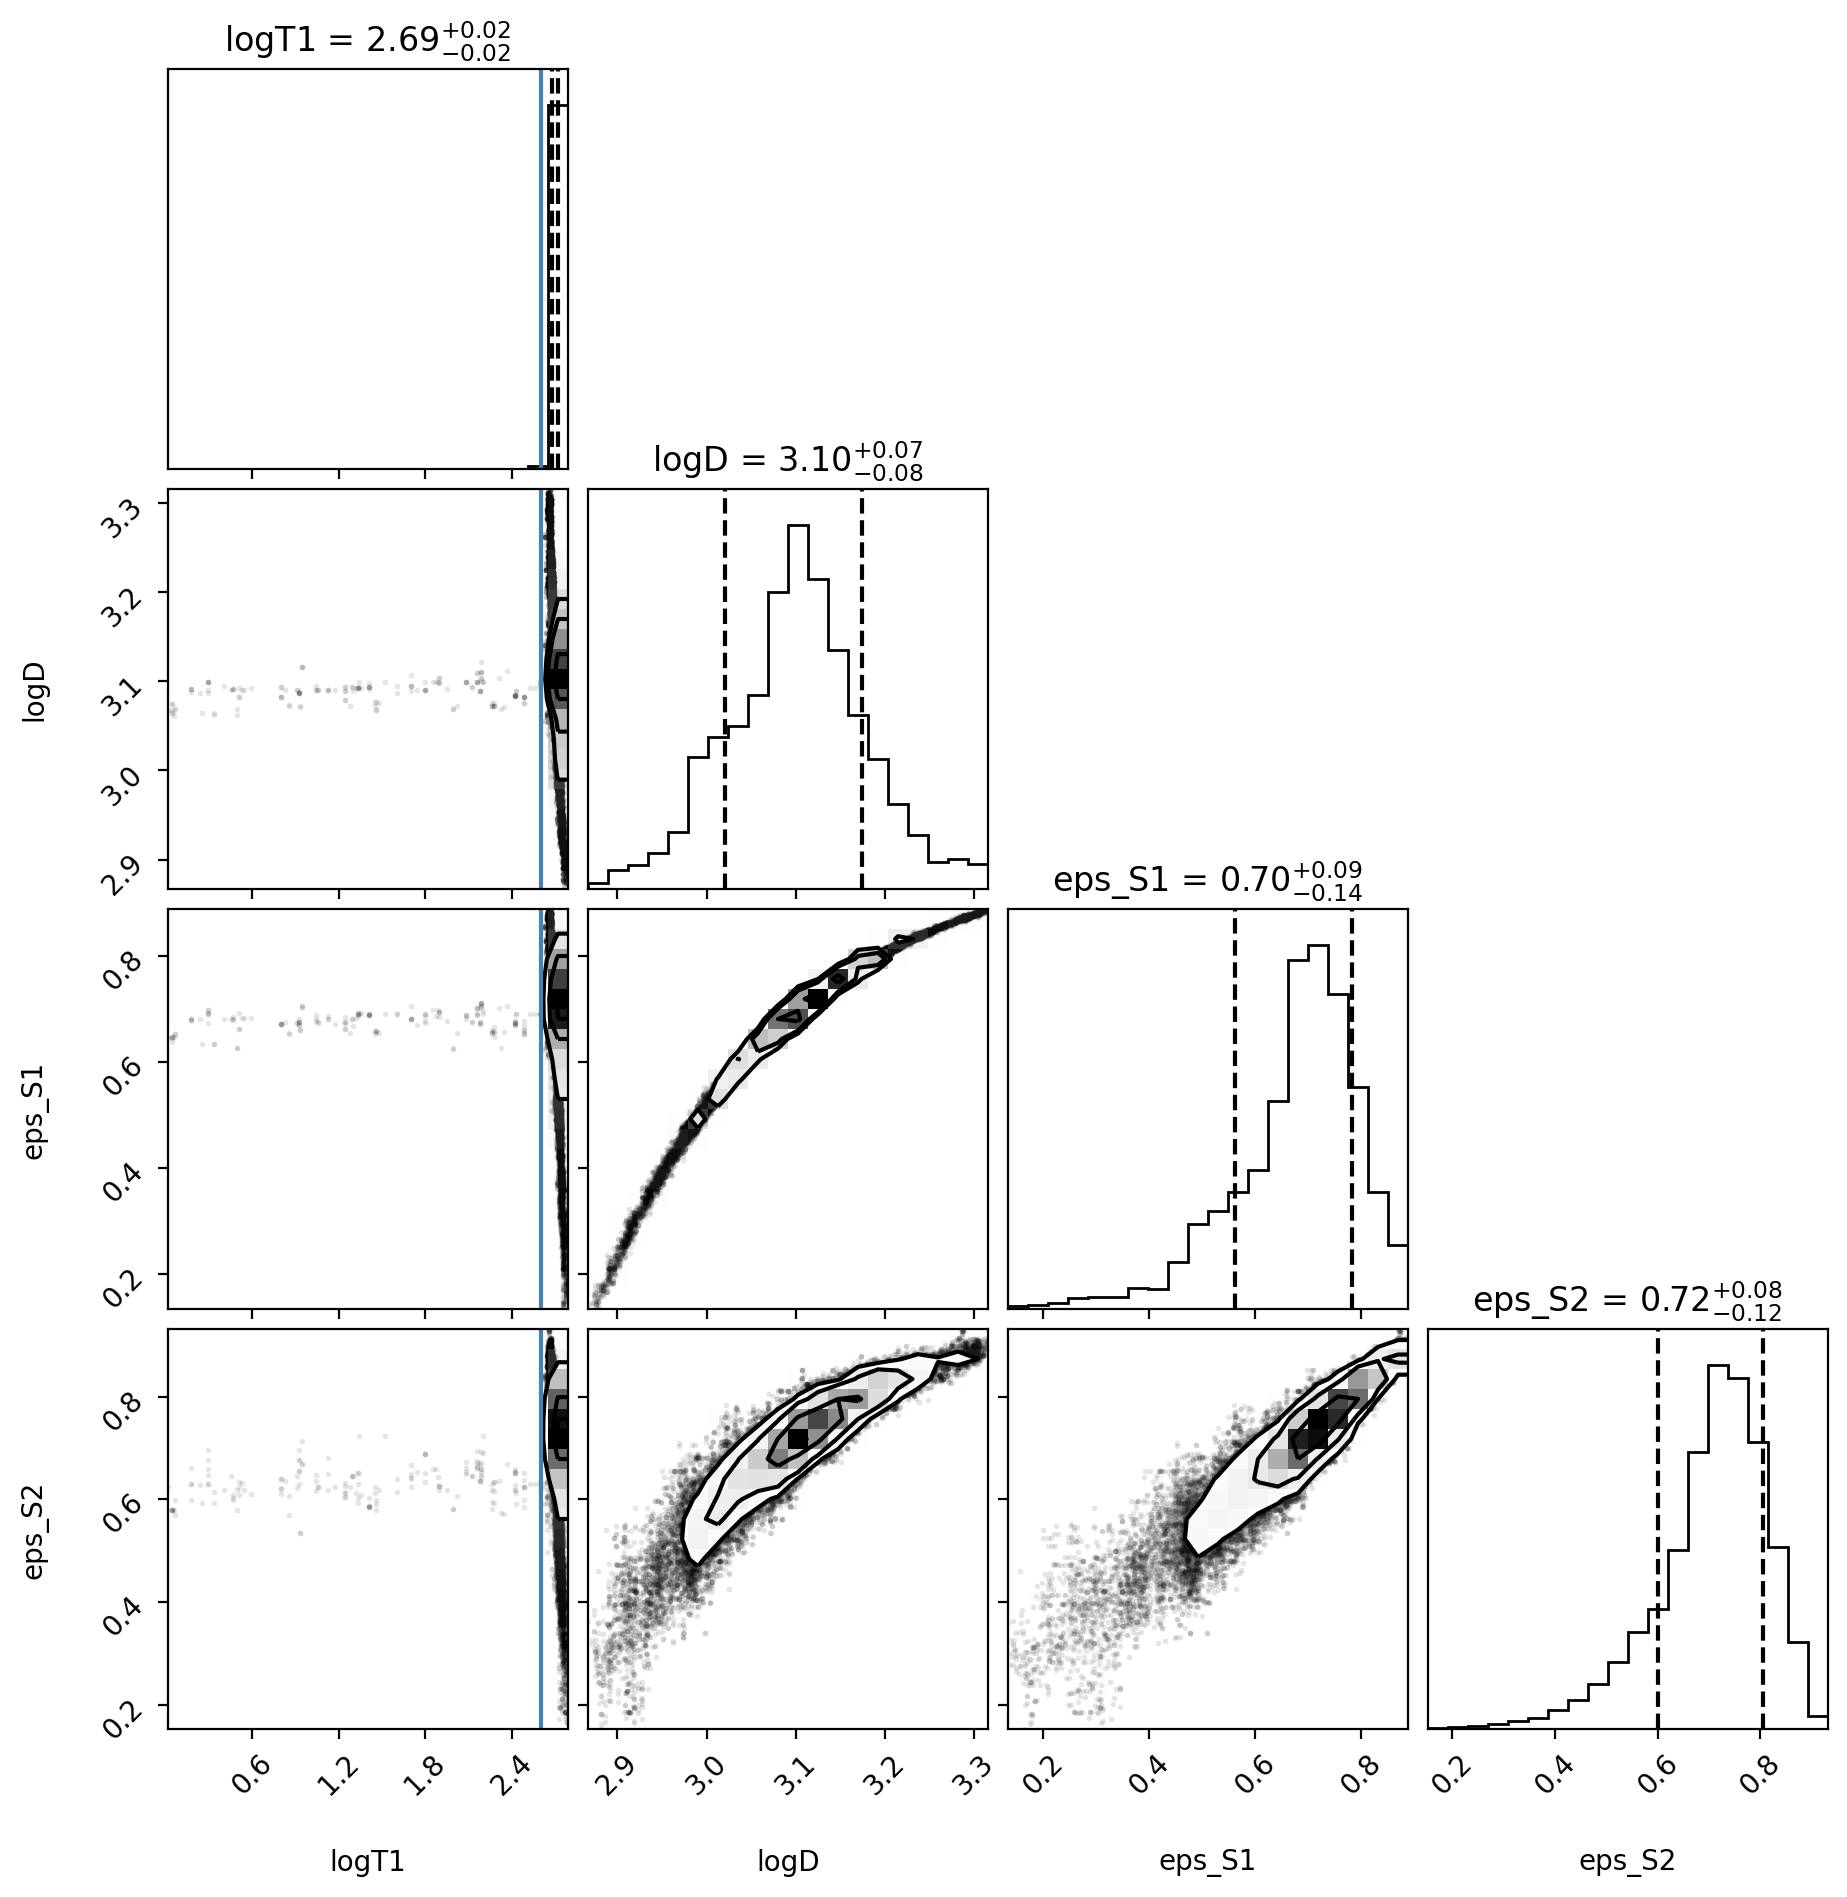 logT1 = 2.69+0.02−0.02
logD = 3.10+0.07−0.08
3.3
3.2
3.1
3.0
2.9
logD
eps_S1 = 0.70+0.09−0.14
0.8
0.6
0.4
0.2
eps_S1
eps_S2 = 0.72+0.08−0.12
0.8
0.6
0.4
0.2
eps_S2
0.6 1.2 1.8 2.4 2.9 3.0 3.1 3.2 3.3 0.2 0.4 0.6 0.8 0.2 0.4 0.6 0.8
logT1 logD eps_S1 eps_S2